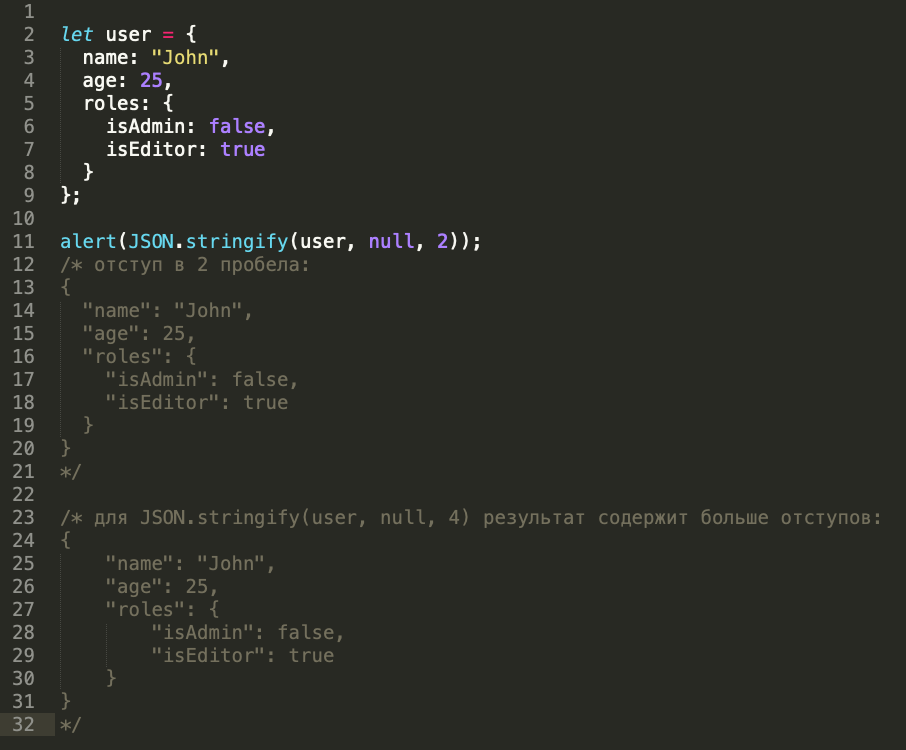 1
2 let user = {
3   name: "John",
4   age: 25,
5   roles: {
6     isAdmin: false,
7     isEditor: true
8   }
9 };
10
11 alert(JSON.stringify(user, null, 2));
12 /* отступ в 2 пробела:
13 {
14   "name": "John",
15   "age": 25,
16   "roles": {
17     "isAdmin": false,
18     "isEditor": true
19   }
20 }
21 */
22
23 /* для JSON.stringify(user, null, 4) результат содержит больше отступов:
24 {
25     "name": "John",
26     "age": 25,
27     "roles": {
28         "isAdmin": false,
29         "isEditor": true
30     }
31 }
32 */